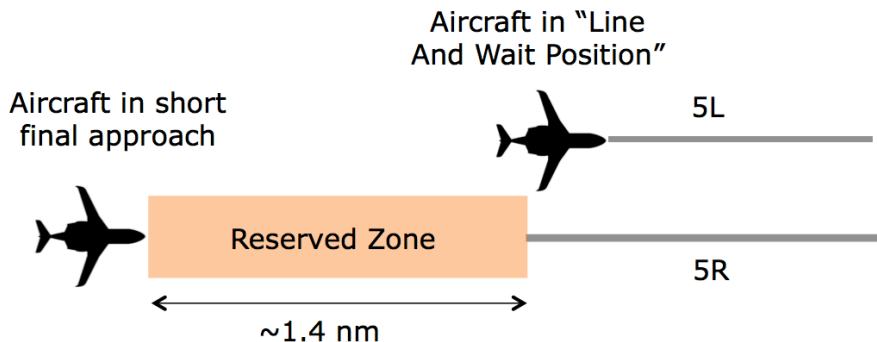 Aircraft in “Line
And Wait Position”
Aircraft in short
final approach
5L
Reserved Zone
5R
~1.4 nm